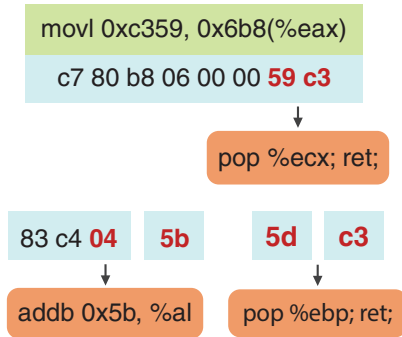 movl 0xc359, 0x6b8(%eax)
c7 80 b8 06 00 00 59 c3
pop %ecx; ret;
83 c4 04 5b 5d c3
addb 0x5b, %al pop %ebp; ret;